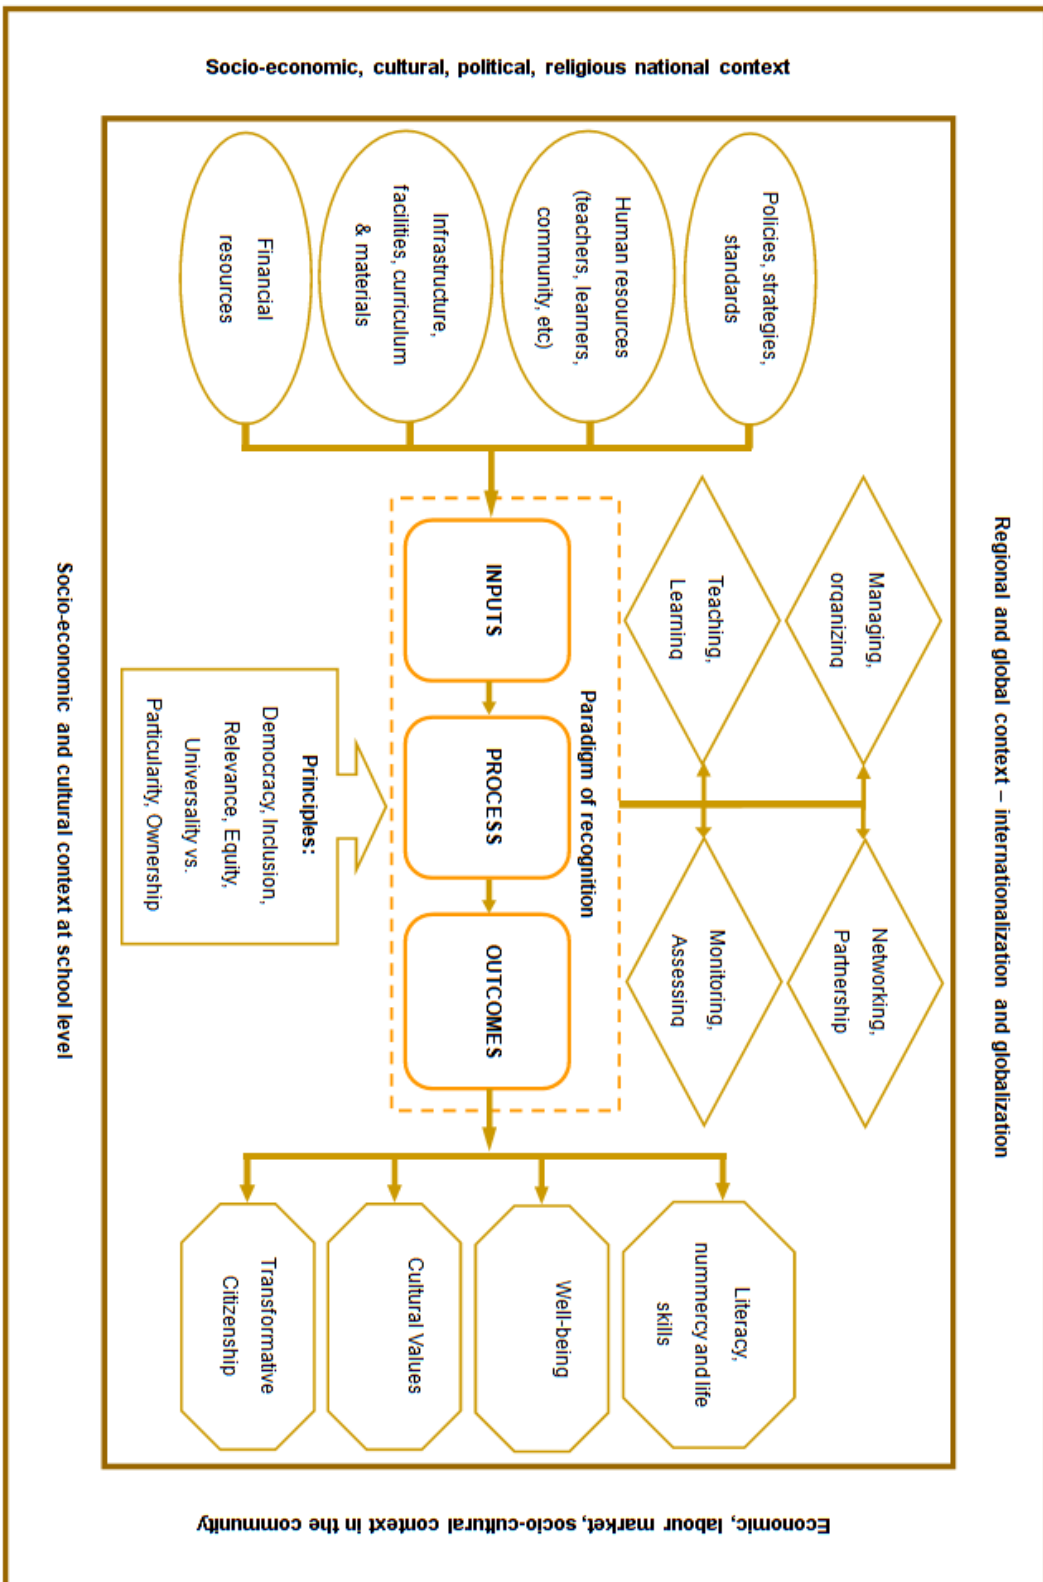 Socio-economic, cultural, political, religious national context
Regional and global context – internationalization and globalization
Policies, strategies,
standards
Human resources
(teachers, learners,
community, etc)
Infrastructure,
facilities, curriculum
& materials
Financial
resources
Managing,
organizing
Teaching,
Learning
Networking,
Partnership
Monitoring,
Assessing
Paradigm of recognition
INPUTS
PROCESS
OUTCOMES
Principles:
Democracy, Inclusion,
Relevance, Equity,
Universality vs.
Particularity, Ownership
Literacy,
nummercy and life
skills
Well-being
Cultural Values
Transformative
Citizenship
Socio-economic and cultural context at school level
Economic, labour market, socio-cultural context in the community